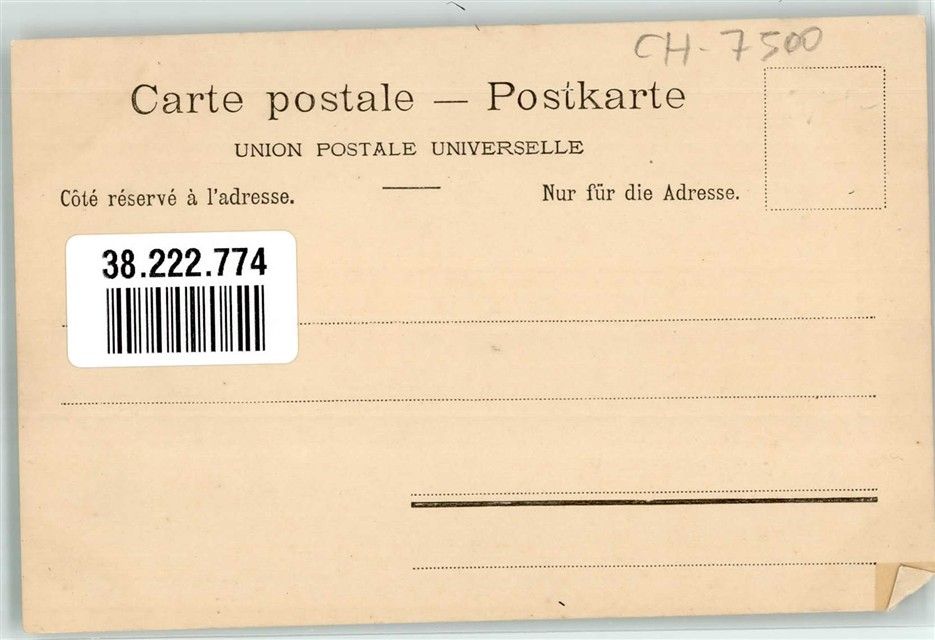 CH-7500
Carte postale — Postkarte
UNION POSTALE UNIVERSELLE
Côté réservé à l'adresse.
Nur für die Adresse.
38.222.774